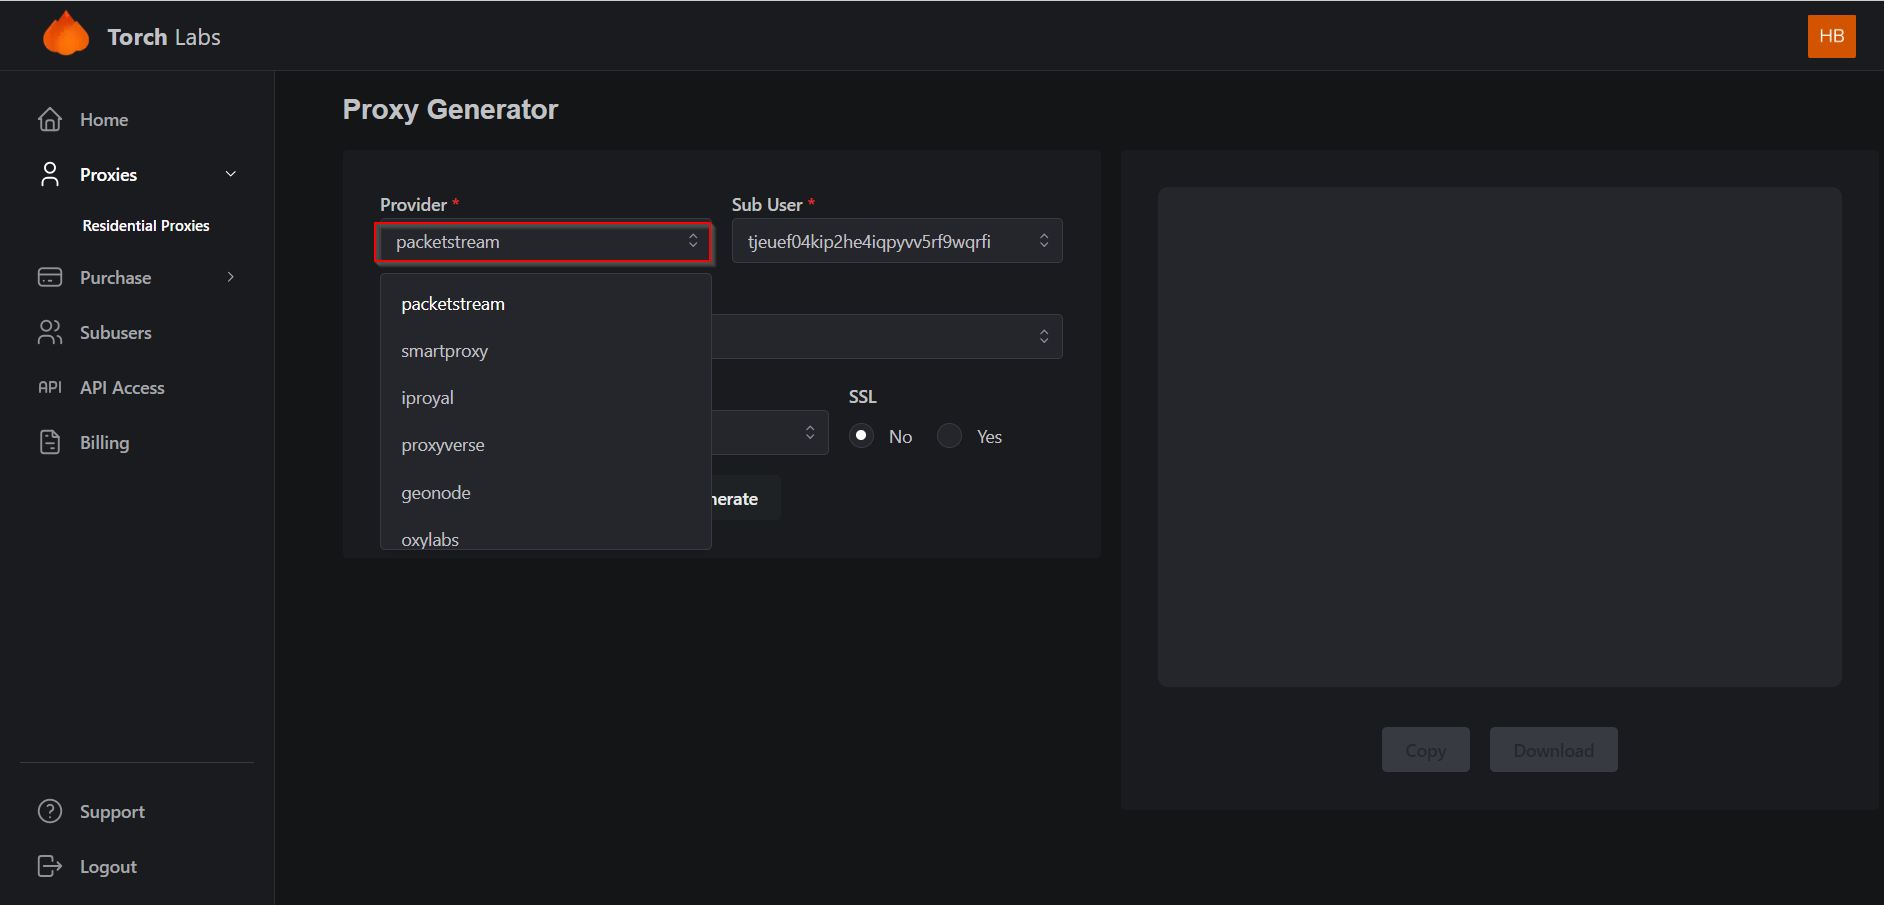 Torch Labs
HB
Home
Proxies
Residential Proxies
Purchase
Subusers
API API Access
Billing
Support
Logout
Proxy Generator
Provider *
packetstream
Sub User *
tjeuef04kip2he4iqpyvv5rf9wqrfi
packetstream
smartproxy
iproyal
proxyverse
geonode
oxylabs
SSL
No
Yes
nerate
Copy
Download